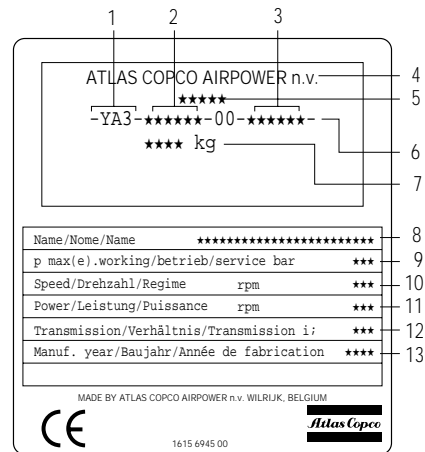 1 2 3
ATLAS COPCO AIRPOWER n.v. 4
★★★★★ 5
-YA3-★★★★★★-00-★★★★★★- 6
★★★★ kg 7
Name/Nome/Name ★★★★★★★★★★★★★★★★★★★★★★★★ 8
p max(e).working/betrieb/service bar ★★★ 9
Speed/Drehzahl/Regime rpm ★★★ 10
Power/Leistung/Puissance rpm ★★★ 11
Transmission/Verhâltnis/Transmission i; ★★★ 12
Manuf. year/Baujahr/Année de fabrication ★★★★ 13
MADE BY ATLAS COPCO AIRPOWER n.v. WILRIJK, BELGIUM
CE Atlas Copco
1615 6945 00